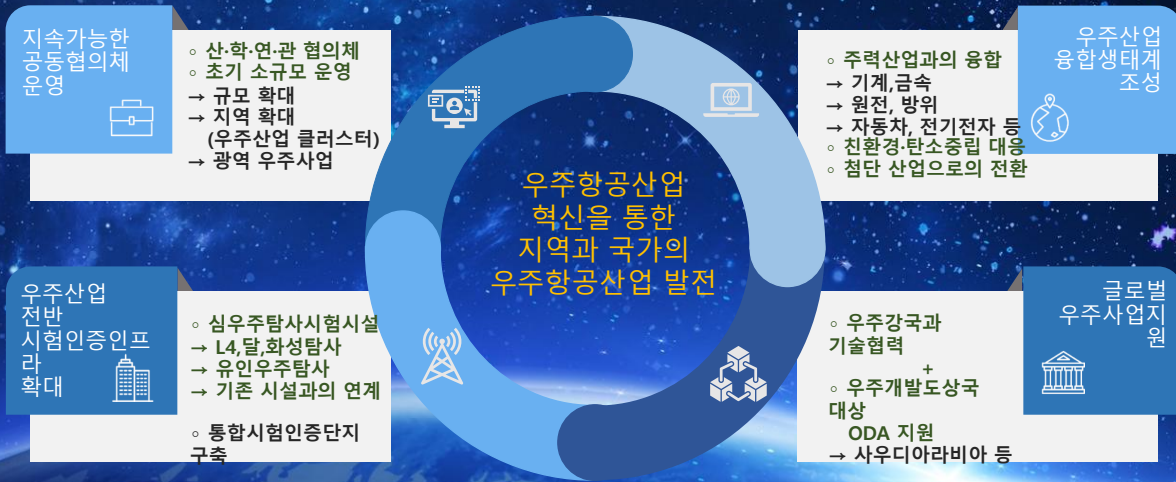 지속가능한
공동협의체
운영
◦ 산·학·연·관 협의체
◦ 초기 소규모 운영
→ 규모 확대
→ 지역 확대
(우주산업 클러스터)
→ 광역 우주사업
우주산업
융합생태계
조성
◦ 주력산업과의 융합
→ 기계,금속
→ 원전, 방위
→ 자동차, 전기전자 등
◦ 친환경·탄소중립 대응
◦ 첨단 산업으로의 전환
우주항공산업
혁신을 통한
지역과 국가의
우주항공산업 발전
우주산업
전반
시험인증인프
라
확대
◦ 심우주탐사시험시설
→ L4,달,화성탐사
→ 유인우주탐사
→ 기존 시설과의 연계
◦ 통합시험인증단지
구축
글로벌
우주사업지
원
◦ 우주강국과
기술협력
+
◦ 우주개발도상국
대상
ODA 지원
→ 사우디아라비아 등